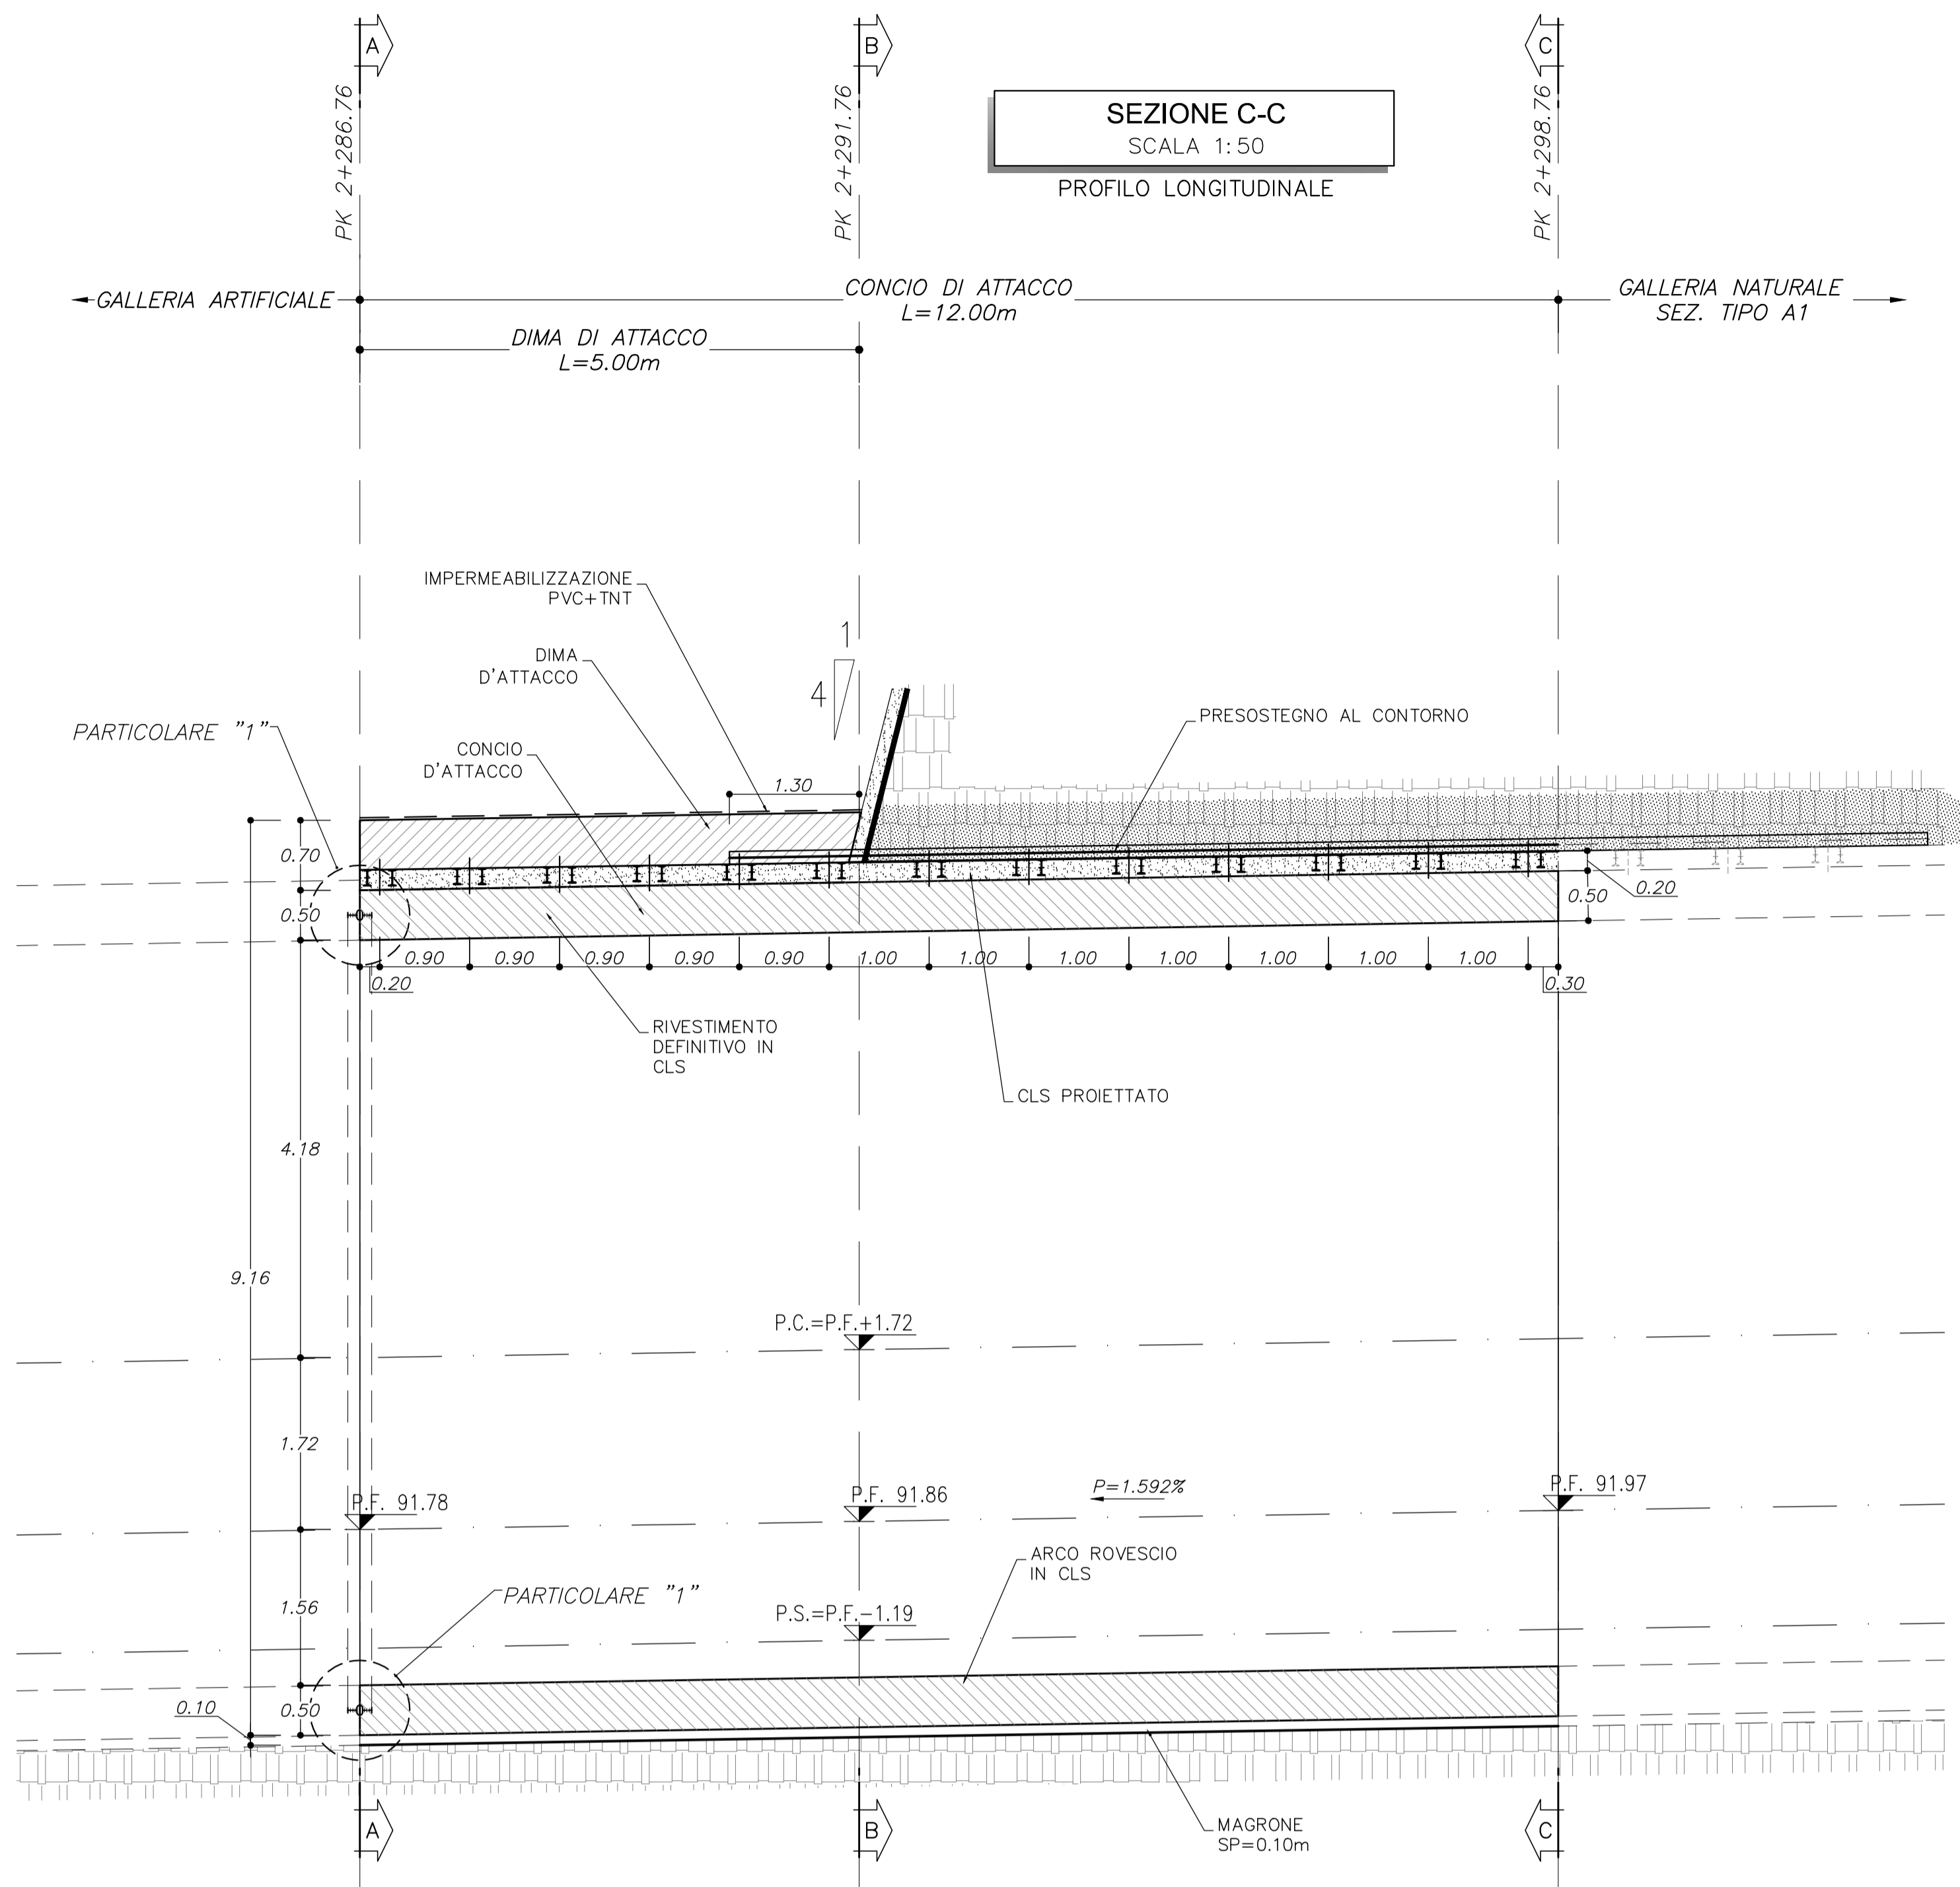 A
B
C
PK 2+286.76
PK 2+291.76
PK 2+298.76
SEZIONE C-C
SCALA 1:50
PROFILO LONGITUDINALE
GALLERIA ARTIFICIALE
CONCIO DI ATTACCO
L=12.00m
GALLERIA NATURALE
SEZ. TIPO A1
DIMA DI ATTACCO
L=5.00m
IMPERMEABILIZZAZIONE
PVC+TNT
1
4
DIMA
D'ATTACCO
PARTICOLARE "1"
CONCIO
D'ATTACCO
PRESOSTEGNO AL CONTORNO
1.30
0.70
0.50
0.20
0.50
0.90
0.90
0.90
0.90
0.90
1.00
1.00
1.00
1.00
1.00
1.00
1.00
0.20
0.30
RIVESTIMENTO
DEFINITIVO IN
CLS
CLS PROIETTATO
4.18
9.16
P.C.=P.F.+1.72
1.72
P.F. 91.78
P.F. 91.86
P=1.592%
P.F. 91.97
ARCO ROVESCIO
IN CLS
PARTICOLARE "1"
1.56
P.S.=P.F.-1.19
0.10
0.50
MAGRONE
SP=0.10m
A
B
C